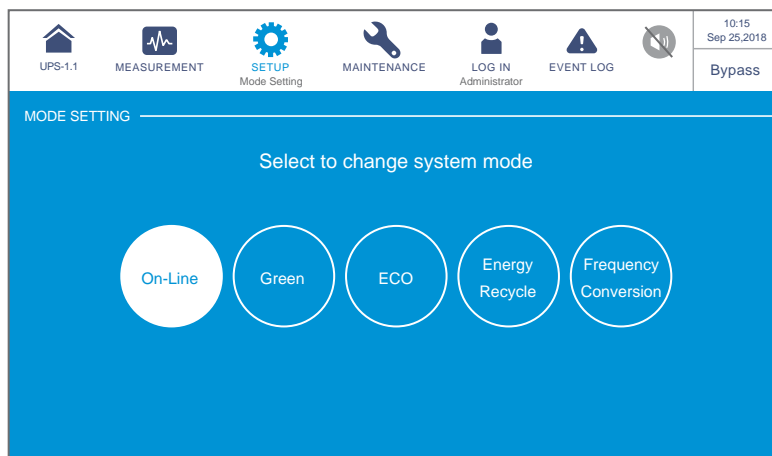 10:15
Sep 25,2018
UPS-1.1
MEASUREMENT
SETUP
Mode Setting
MAINTENANCE
LOG IN
Administrator
EVENT LOG
Bypass
MODE SETTING
Select to change system mode
On-Line
Green
ECO
Energy
Recycle
Frequency
Conversion